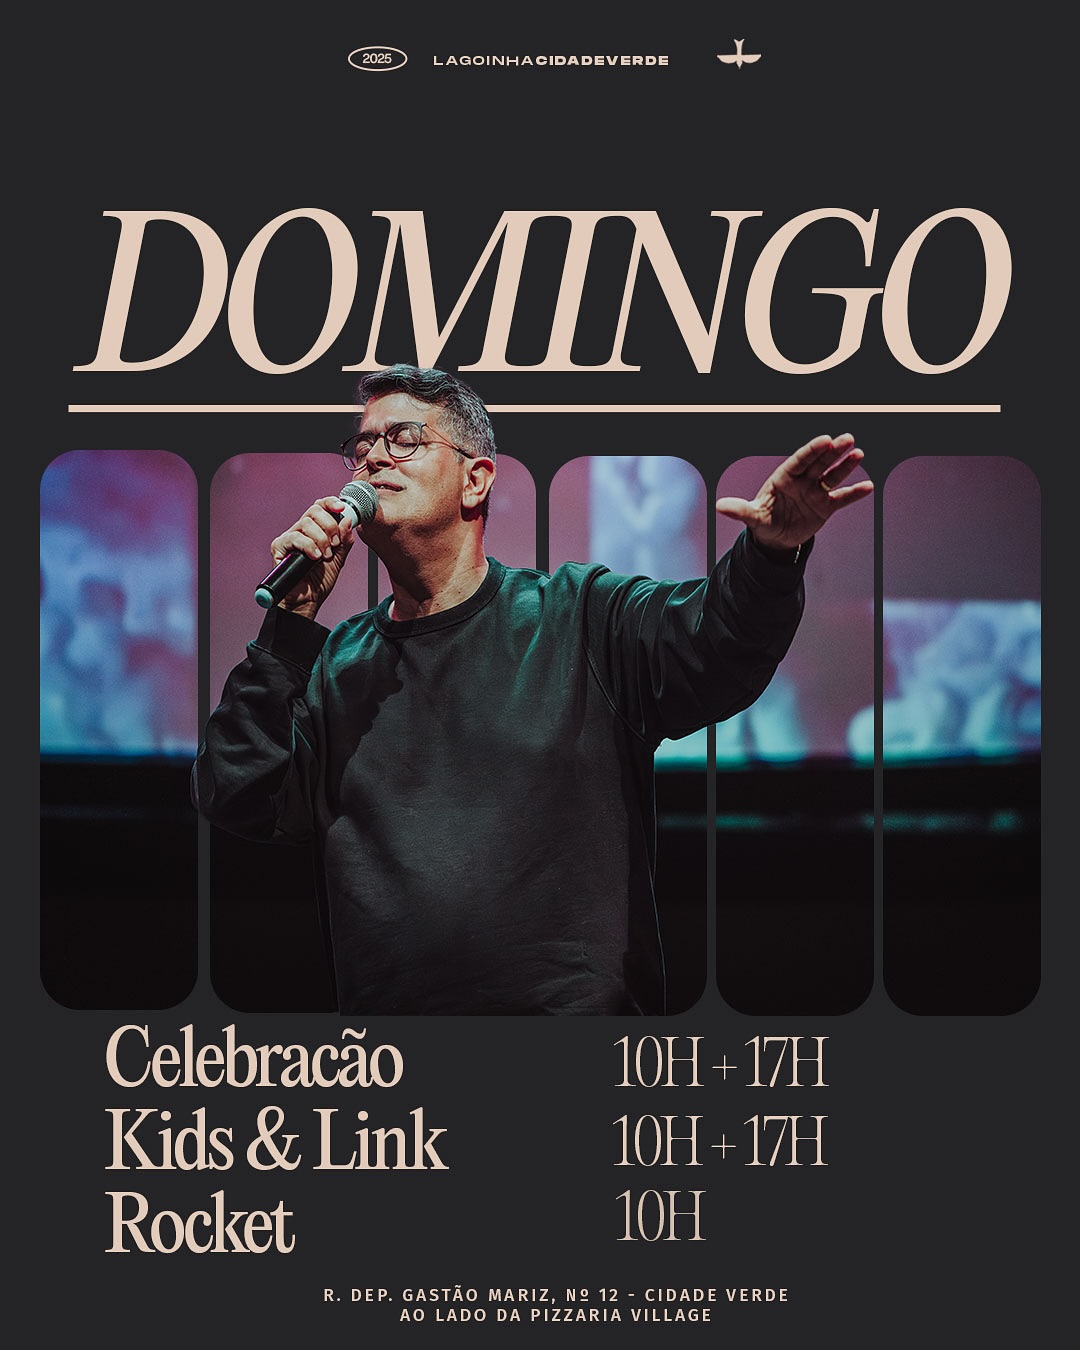 2025 LAGOINHACIDADEVERDE
DOMINGO
Celebracão 10H + 17H
Kids & Link 10H + 17H
Rocket 10H
R. DEP. GASTÃO MARIZ, Nº 12 - CIDADE VERDE
AO LADO DA PIZZARIA VILLAGE